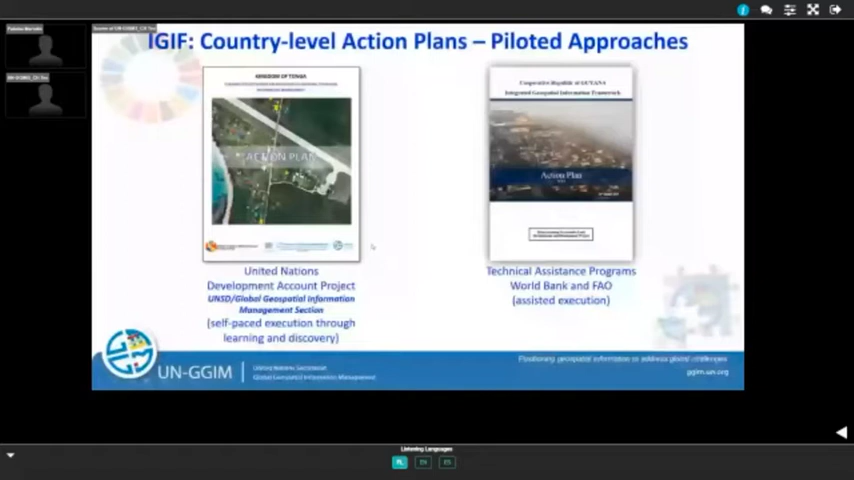 IGIF: Country-level Action Plans – Piloted Approaches
KINGDOM OF TONGA
ACTION PLAN
Cooperative Republic of GUYANA
Integrated Geospatial Information Framework
Action Plan
United Nations
Development Account Project
UNSD/Global Geospatial Information
Management Section
(self-paced execution through
learning and discovery)
Technical Assistance Programs
World Bank and FAO
(assisted execution)
UN-GGIM
United Nations Secretariat
Global Geospatial Information Management
Positioning geospatial information to address global challenges
ggim.un.org
Listening Languages
FL
EN
ES